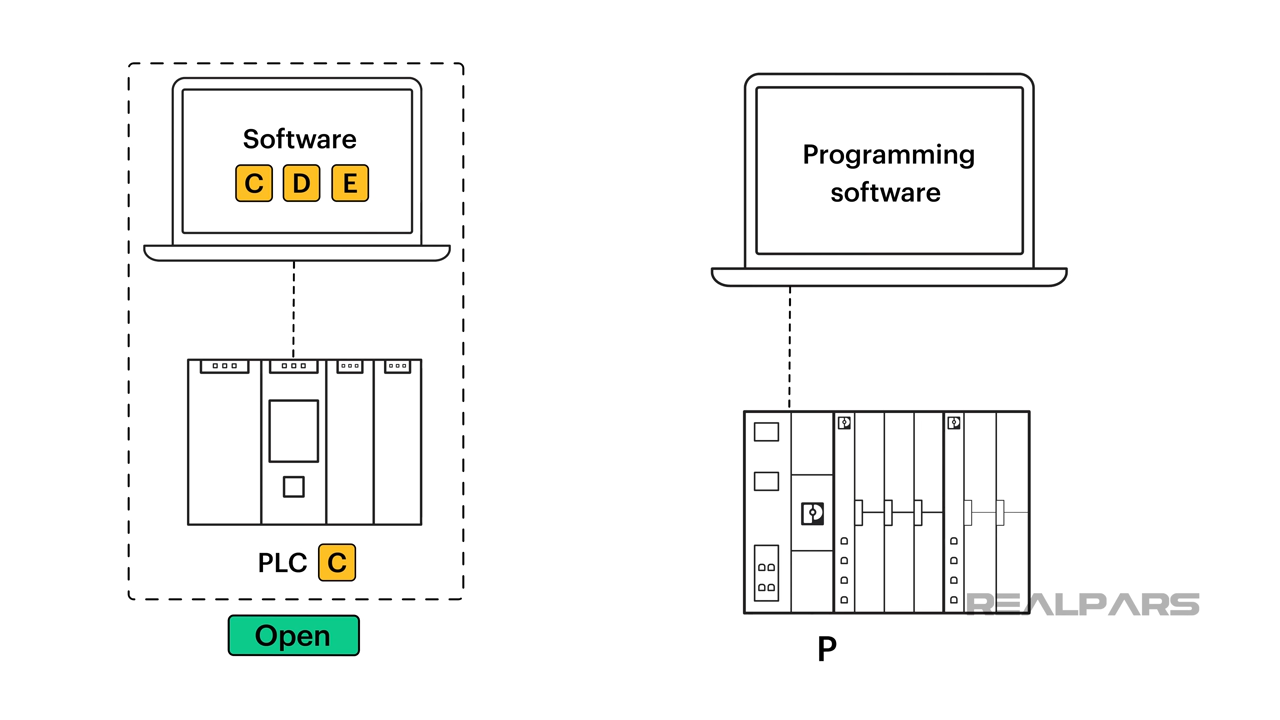 Software
C D E
PLC C
Open
Programming
software
P
REALPARS